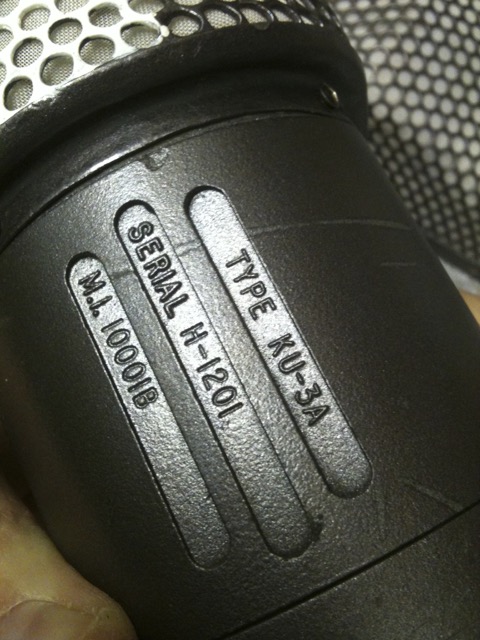 TYPE KU-3A
SERIAL H-1201
M.I. 10001B